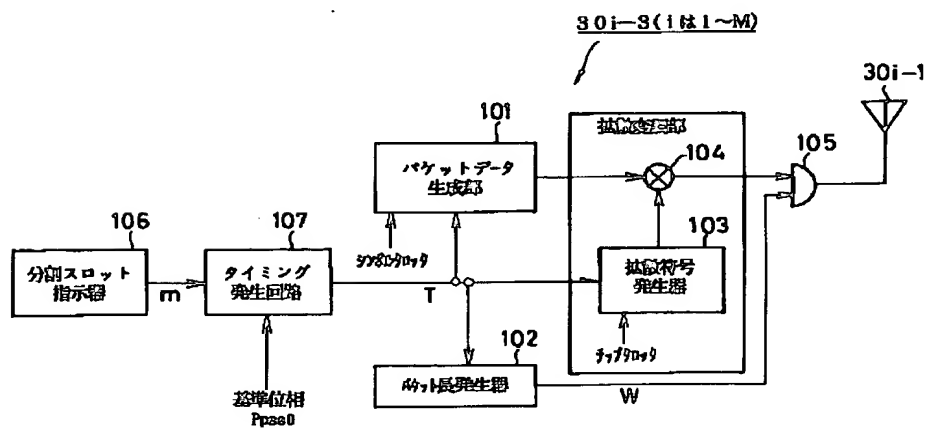 30i-3(iは1〜M)
30i-1
101
拡散変調部
104
105
パケットデータ
生成部
106
107
103
分割スロット
指示器
m
タイミング
発生回路
シンボルクロック
T
拡散符号
発生器
チップクロック
102
パケット長発生器
W
基準位相